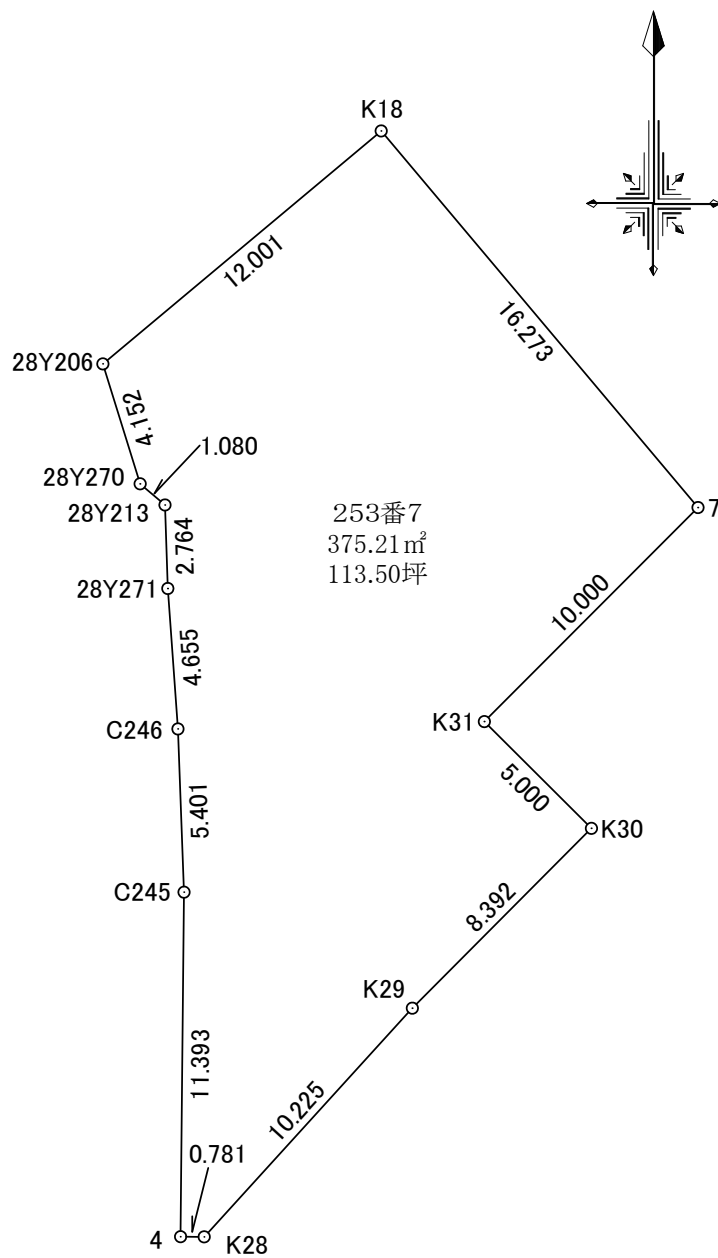 K18
12.001
16.273
28Y206
4.152
1.080
28Y270
28Y213
7
253番7
375.21㎡
113.50坪
2.764
28Y271
10.000
4.655
K31
C246
5.000
5.401
K30
C245
8.392
K29
11.393
10.225
0.781
4
K28